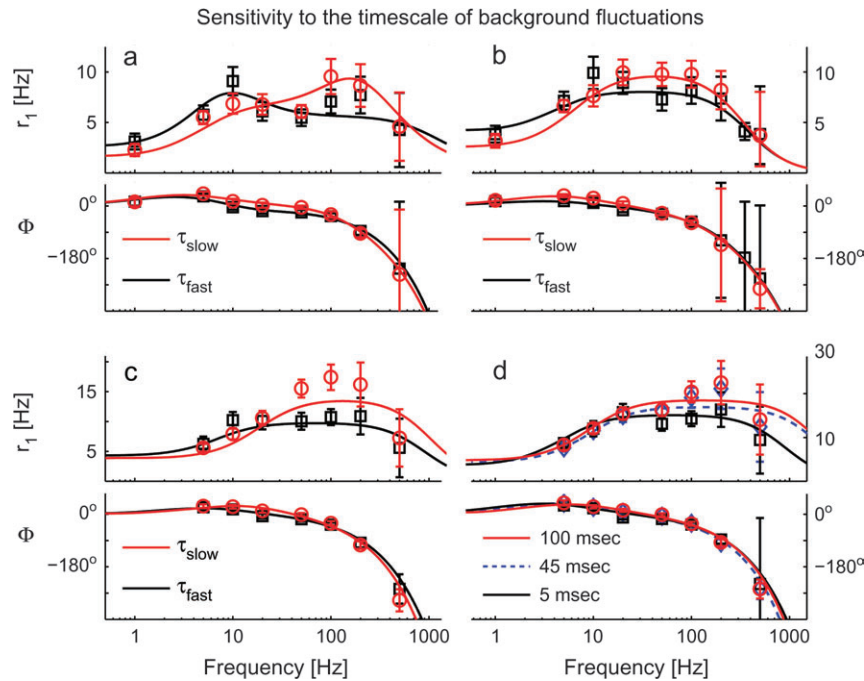 Sensitivity to the timescale of background fluctuations
a
b
r1 [Hz]
10
5
10
5
Φ
0°
−180°
τslow
τfast
τslow
τfast
0°
−180°
c
d
r1 [Hz]
15
5
30
20
10
Φ
0°
−180°
τslow
τfast
100 msec
45 msec
5 msec
0°
−180°
1 10 100 1000
1 10 100 1000
Frequency [Hz]
Frequency [Hz]